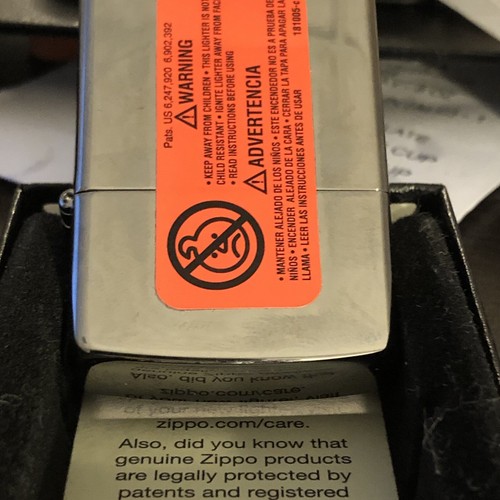 Pats. US 6,247,920 6,902,392
WARNING
• KEEP AWAY FROM CHILDREN • THIS LIGHTER IS NOT
CHILD RESISTANT • IGNITE LIGHTER AWAY FROM FAC
• READ INSTRUCTIONS BEFORE USING
ADVERTENCIA
• MANTENER ALEJADO DE LOS NIÑOS • ESTE ENCENDEDOR NO ES A PRUEBA DE
NIÑOS • ENCENDER ALEJADO DE LA CARA • CERRAR LA TAPA PARA APAGAR LA
LLAMA • LEER LAS INSTRUCCIONES ANTES DE USAR
181005-c
zippo.com/care.
Also, did you know that
genuine Zippo products
are legally protected by
patents and registered